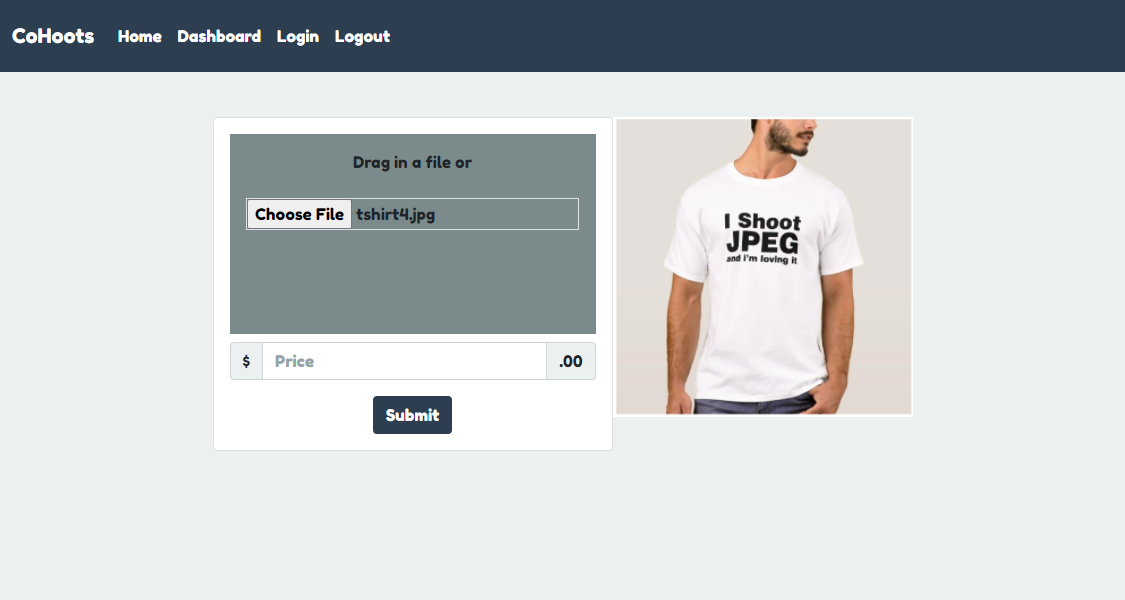 CoHoots Home Dashboard Login Logout
Drag in a file or
Choose File tshirt4.jpg
$ Price .00
Submit
I Shoot
JPEG
and i'm loving it